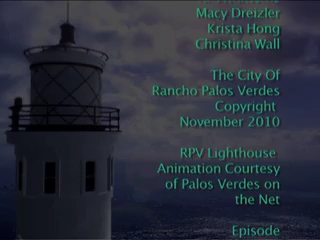 Macy Dreizler
Krista Hong
Christina Wall
The City Of
Rancho Palos Verdes
Copyright
November 2010
RPV Lighthouse
Animation Courtesy
of Palos Verdes on
the Net
Episode